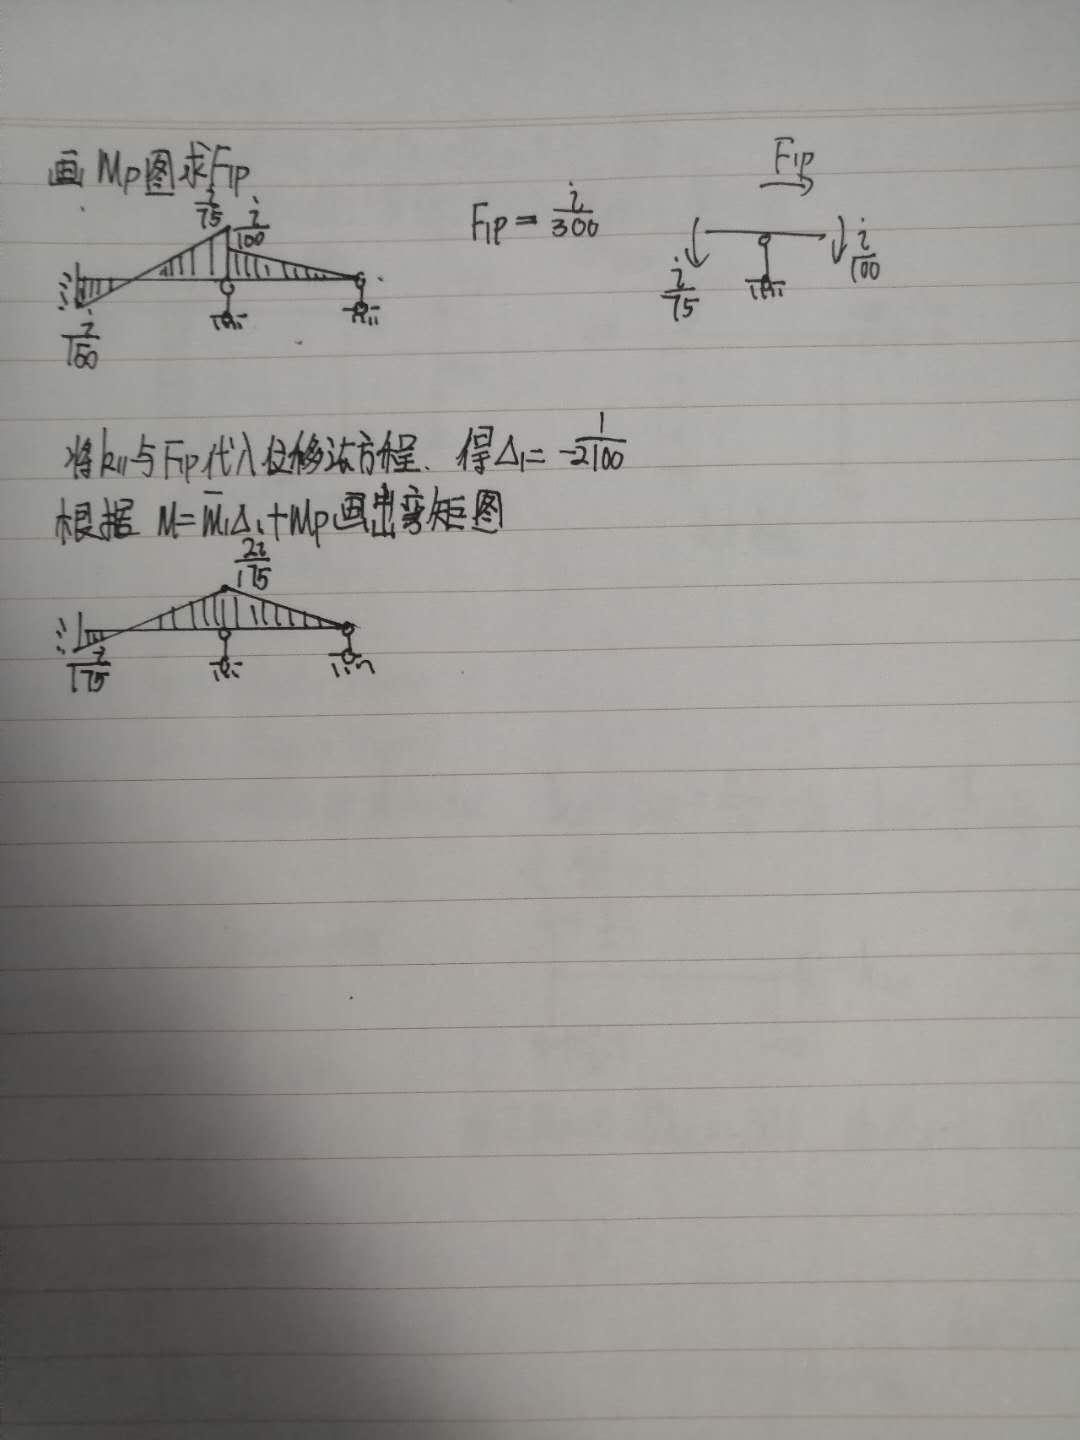 画 Mp图求F1p
i/75
i/100
i/150
F1p = i/300
F1p
i/75
i/100
将k11与F1p代入位移法方程. 得Δ1= -1/2100
根据 M=M̄1Δ1+Mp画出弯矩图
2i/175
i/175